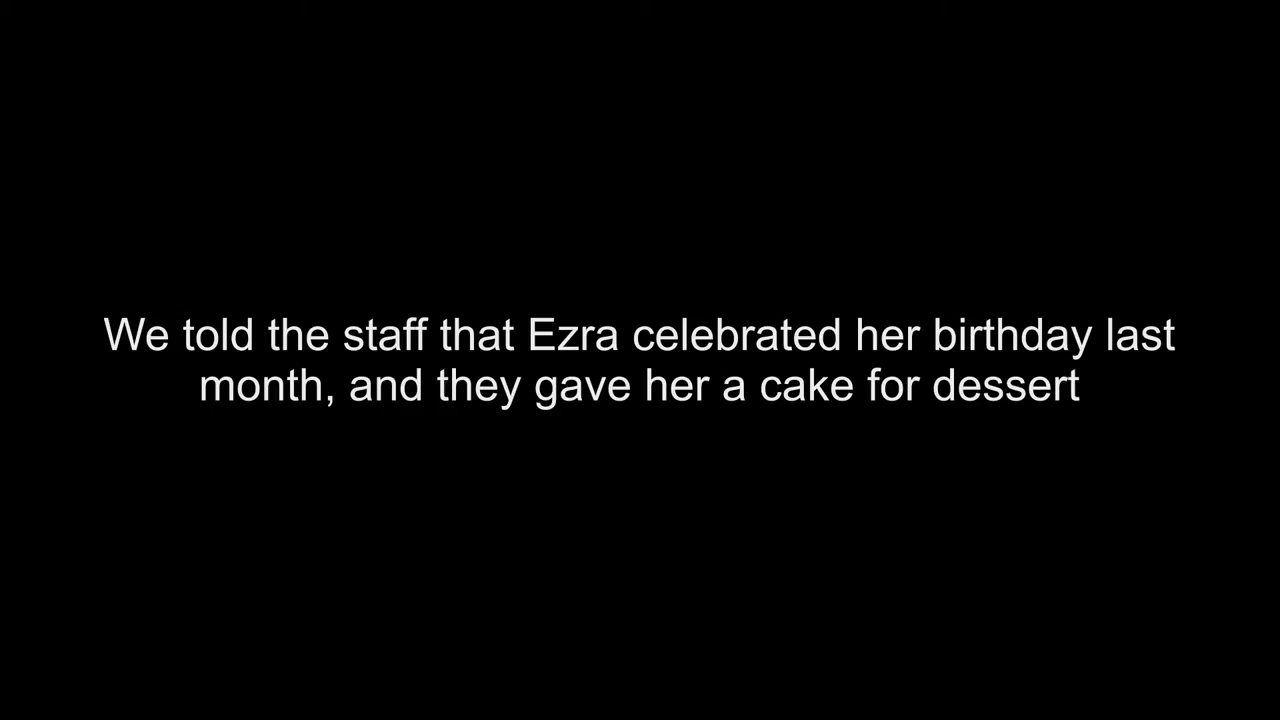 We told the staff that Ezra celebrated her birthday last
month, and they gave her a cake for dessert